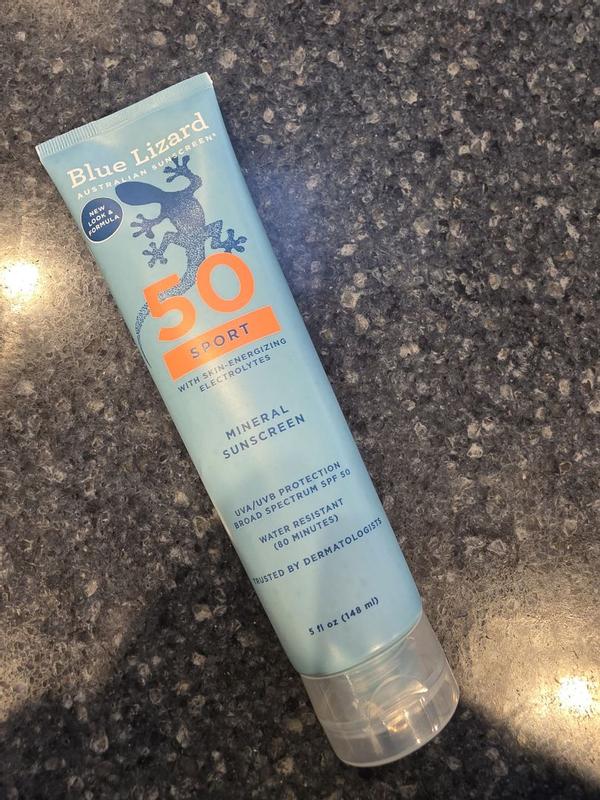 Blue Lizard
AUSTRALIAN SUNSCREEN®
NEW
LOOK &
FORMULA
50
SPORT
WITH SKIN-ENERGIZING
ELECTROLYTES
MINERAL
SUNSCREEN
UVA/UVB PROTECTION
BROAD SPECTRUM SPF 50
WATER RESISTANT
(80 MINUTES)
TRUSTED BY DERMATOLOGISTS
5 fl oz (148 ml)